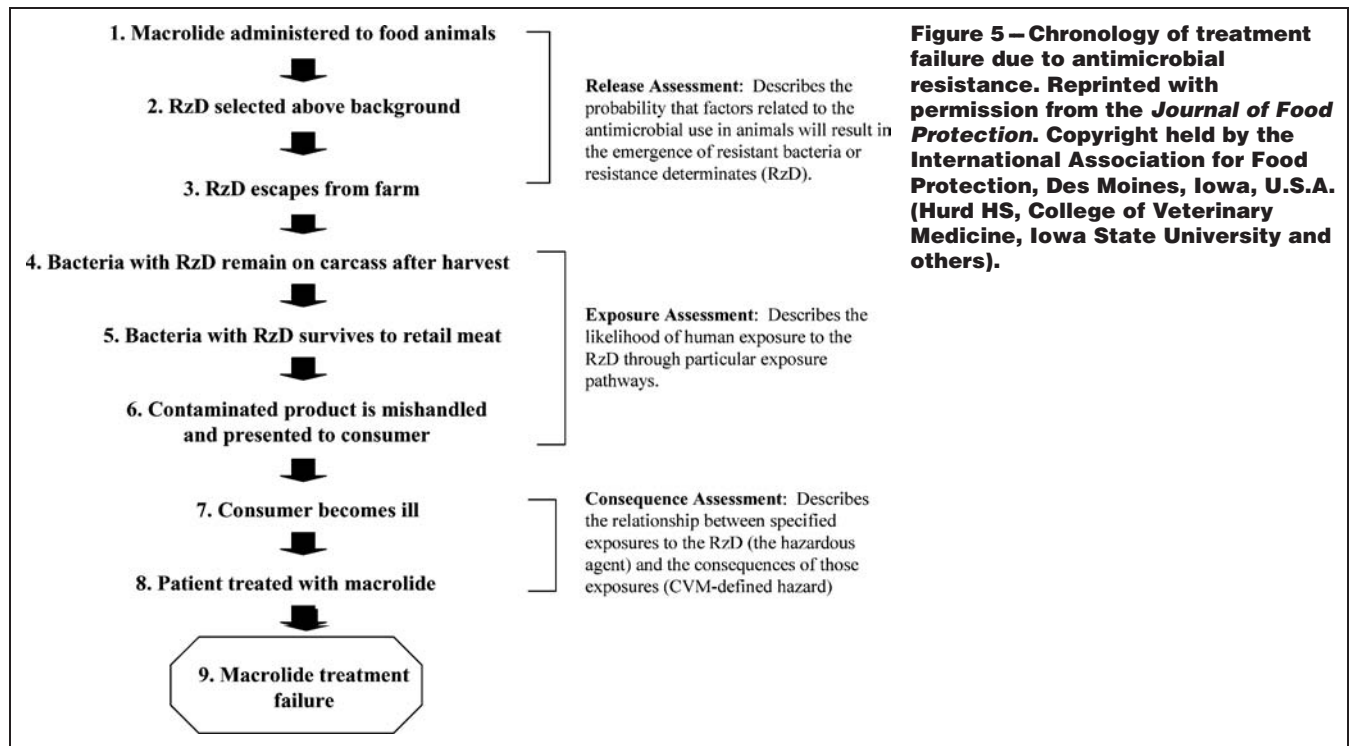 1. Macrolide administered to food animals
2. RzD selected above background
3. RzD escapes from farm
4. Bacteria with RzD remain on carcass after harvest
5. Bacteria with RzD survives to retail meat
6. Contaminated product is mishandled
and presented to consumer
7. Consumer becomes ill
8. Patient treated with macrolide
9. Macrolide treatment
failure
Release Assessment: Describes the
probability that factors related to the
antimicrobial use in animals will result in
the emergence of resistant bacteria or
resistance determinates (RzD).
Exposure Assessment: Describes the
likelihood of human exposure to the
RzD through particular exposure
pathways.
Consequence Assessment: Describes
the relationship between specified
exposures to the RzD (the hazardous
agent) and the consequences of those
exposures (CVM-defined hazard)
Figure 5—Chronology of treatment
failure due to antimicrobial
resistance. Reprinted with
permission from the Journal of Food
Protection. Copyright held by the
International Association for Food
Protection, Des Moines, Iowa, U.S.A.
(Hurd HS, College of Veterinary
Medicine, Iowa State University and
others).